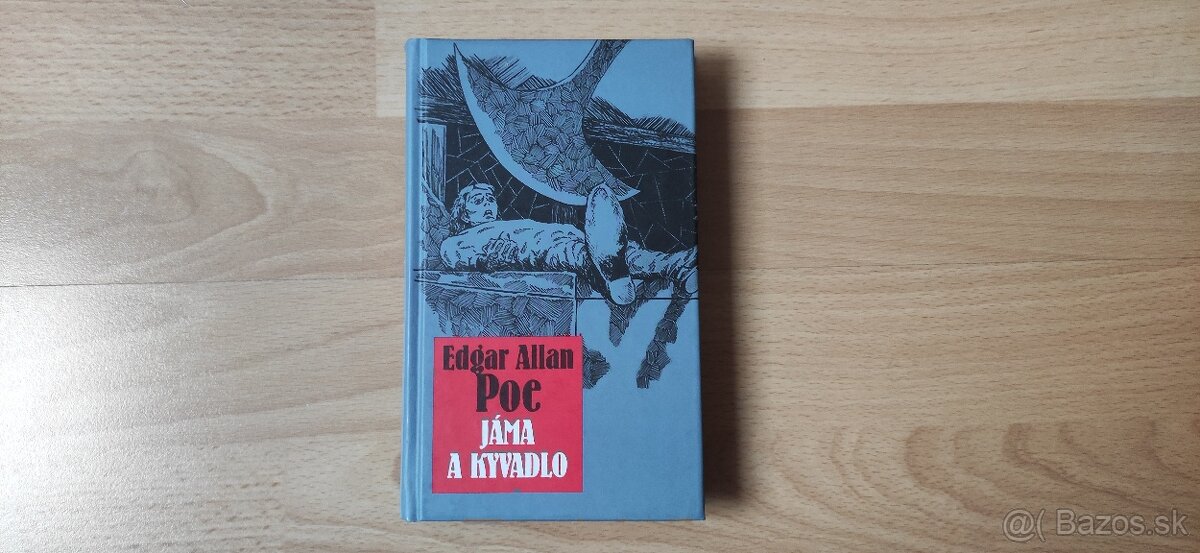 Edgar Allan
Poe
JÁMA
A KYVADLO
@( Bazos.sk